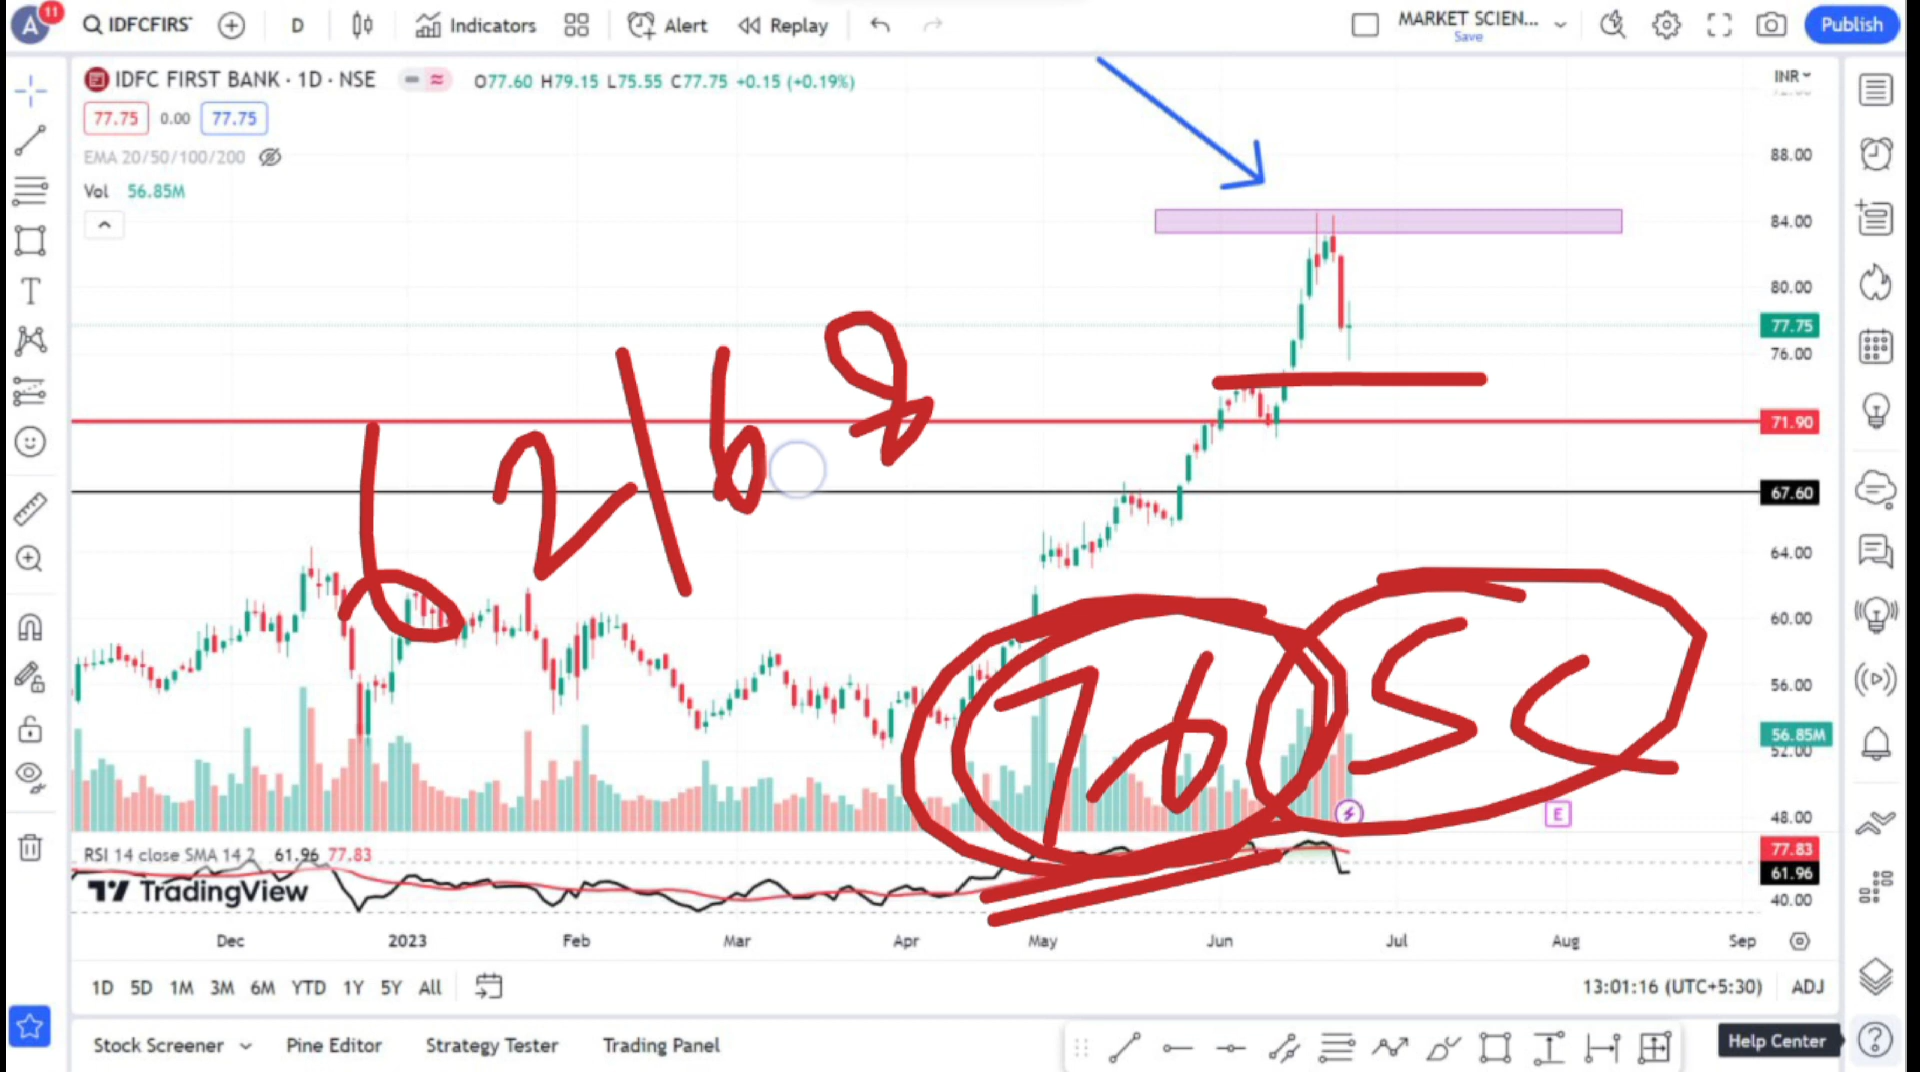 A 11 IDFCFIRST D Indicators Alert Replay MARKET SCIEN... Save Publish
IDFC FIRST BANK · 1D · NSE O77.60 H79.15 L75.55 C77.75 +0.15 (+0.19%) INR
77.75 0.00 77.75
EMA 20/50/100/200
Vol 56.85M
88.00
84.00
80.00
77.75
76.00
71.90
67.60
64.00
60.00
56.00
56.85M
52.00
48.00
E
76 SC
RSI 14 close SMA 14 2 61.96 77.83
77.83
61.96
40.00
TradingView
Dec 2023 Feb Mar Apr May Jun Jul Aug Sep
1D 5D 1M 3M 6M YTD 1Y 5Y All 13:01:16 (UTC+5:30) ADJ
Stock Screener Pine Editor Strategy Tester Trading Panel Help Center